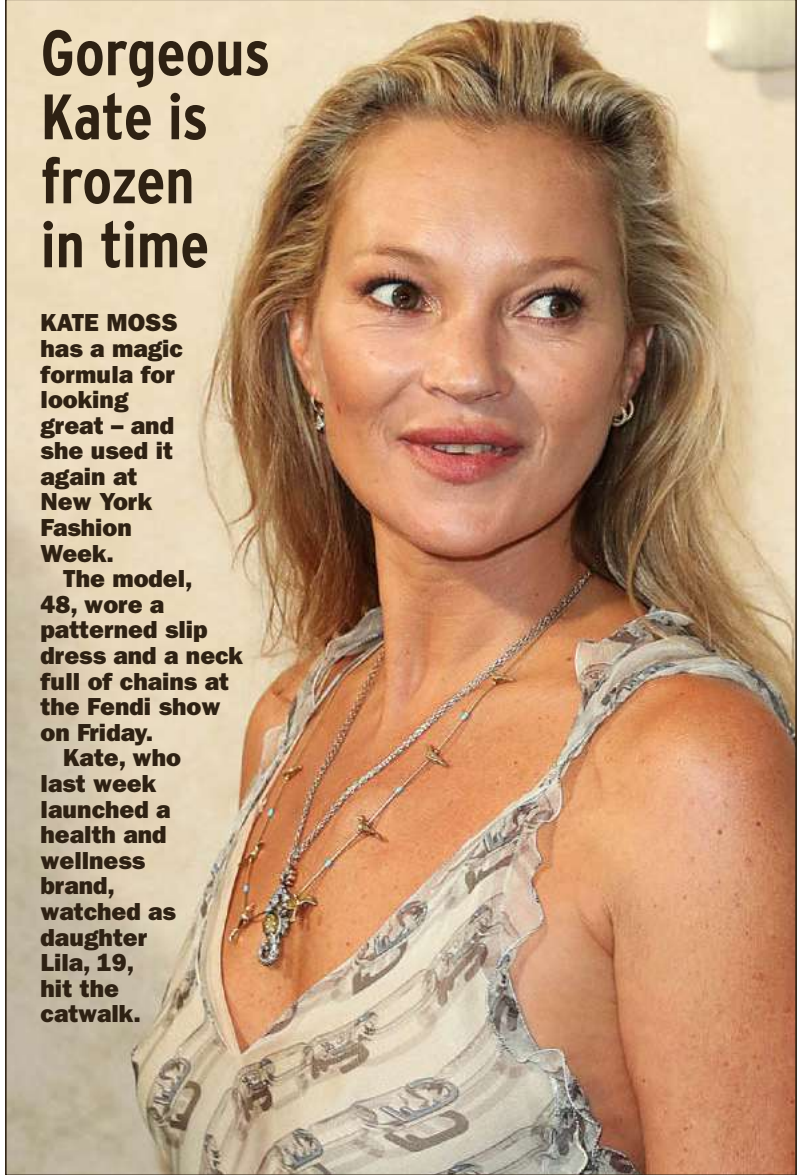 Gorgeous
Kate is
frozen
in time
KATE MOSS
has a magic
formula for
looking
great – and
she used it
again at
New York
Fashion
Week.
The model,
48, wore a
patterned slip
dress and a neck
full of chains at
the Fendi show
on Friday.
Kate, who
last week
launched a
health and
wellness
brand,
watched as
daughter
Lila, 19,
hit the
catwalk.